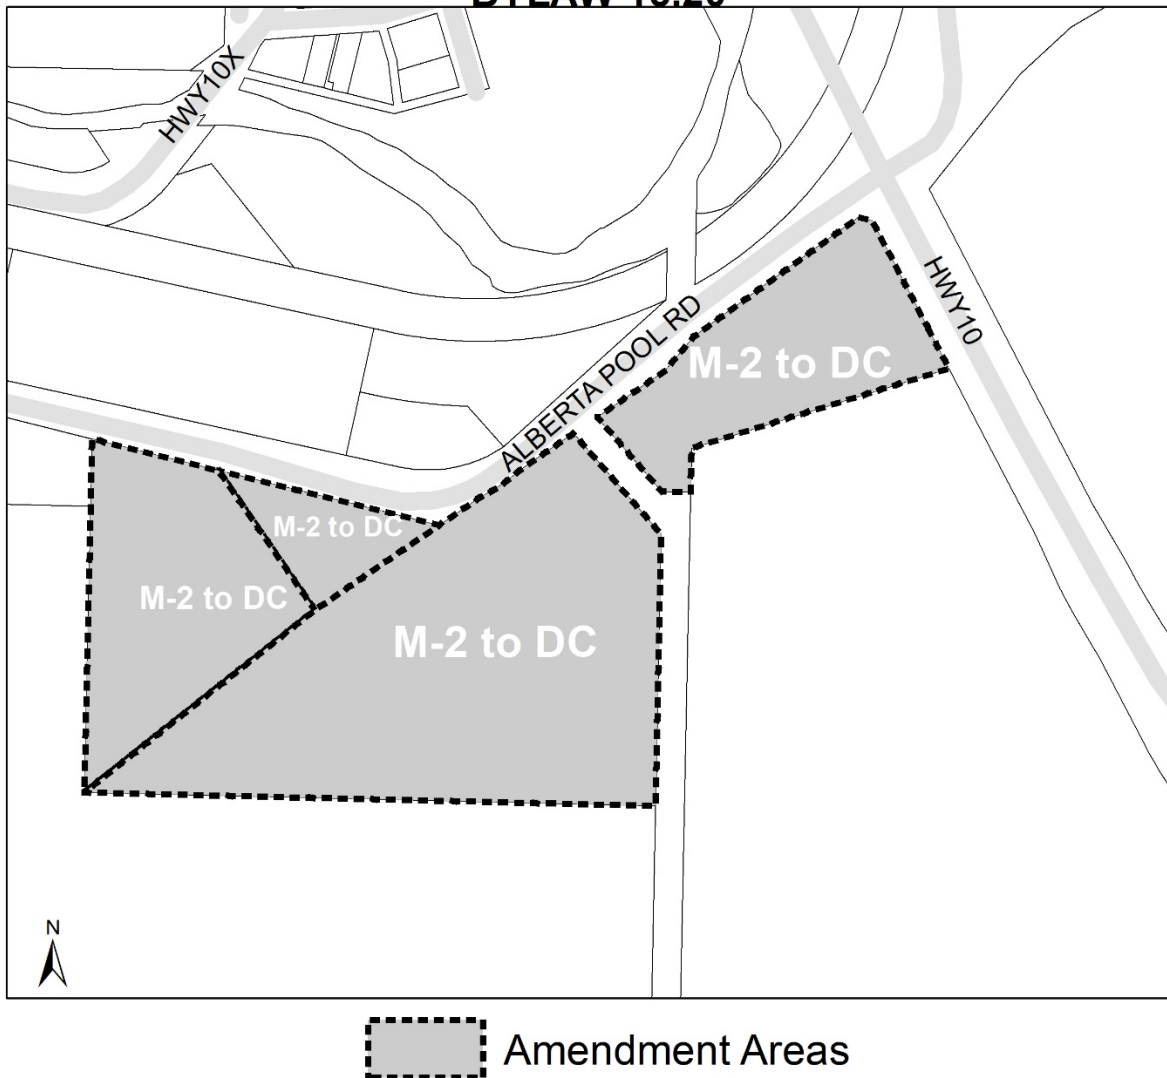 HWY10X
HWY10
ALBERTA POOL RD
M-2 to DC
M-2 to DC
M-2 to DC
M-2 to DC
N
Amendment Areas